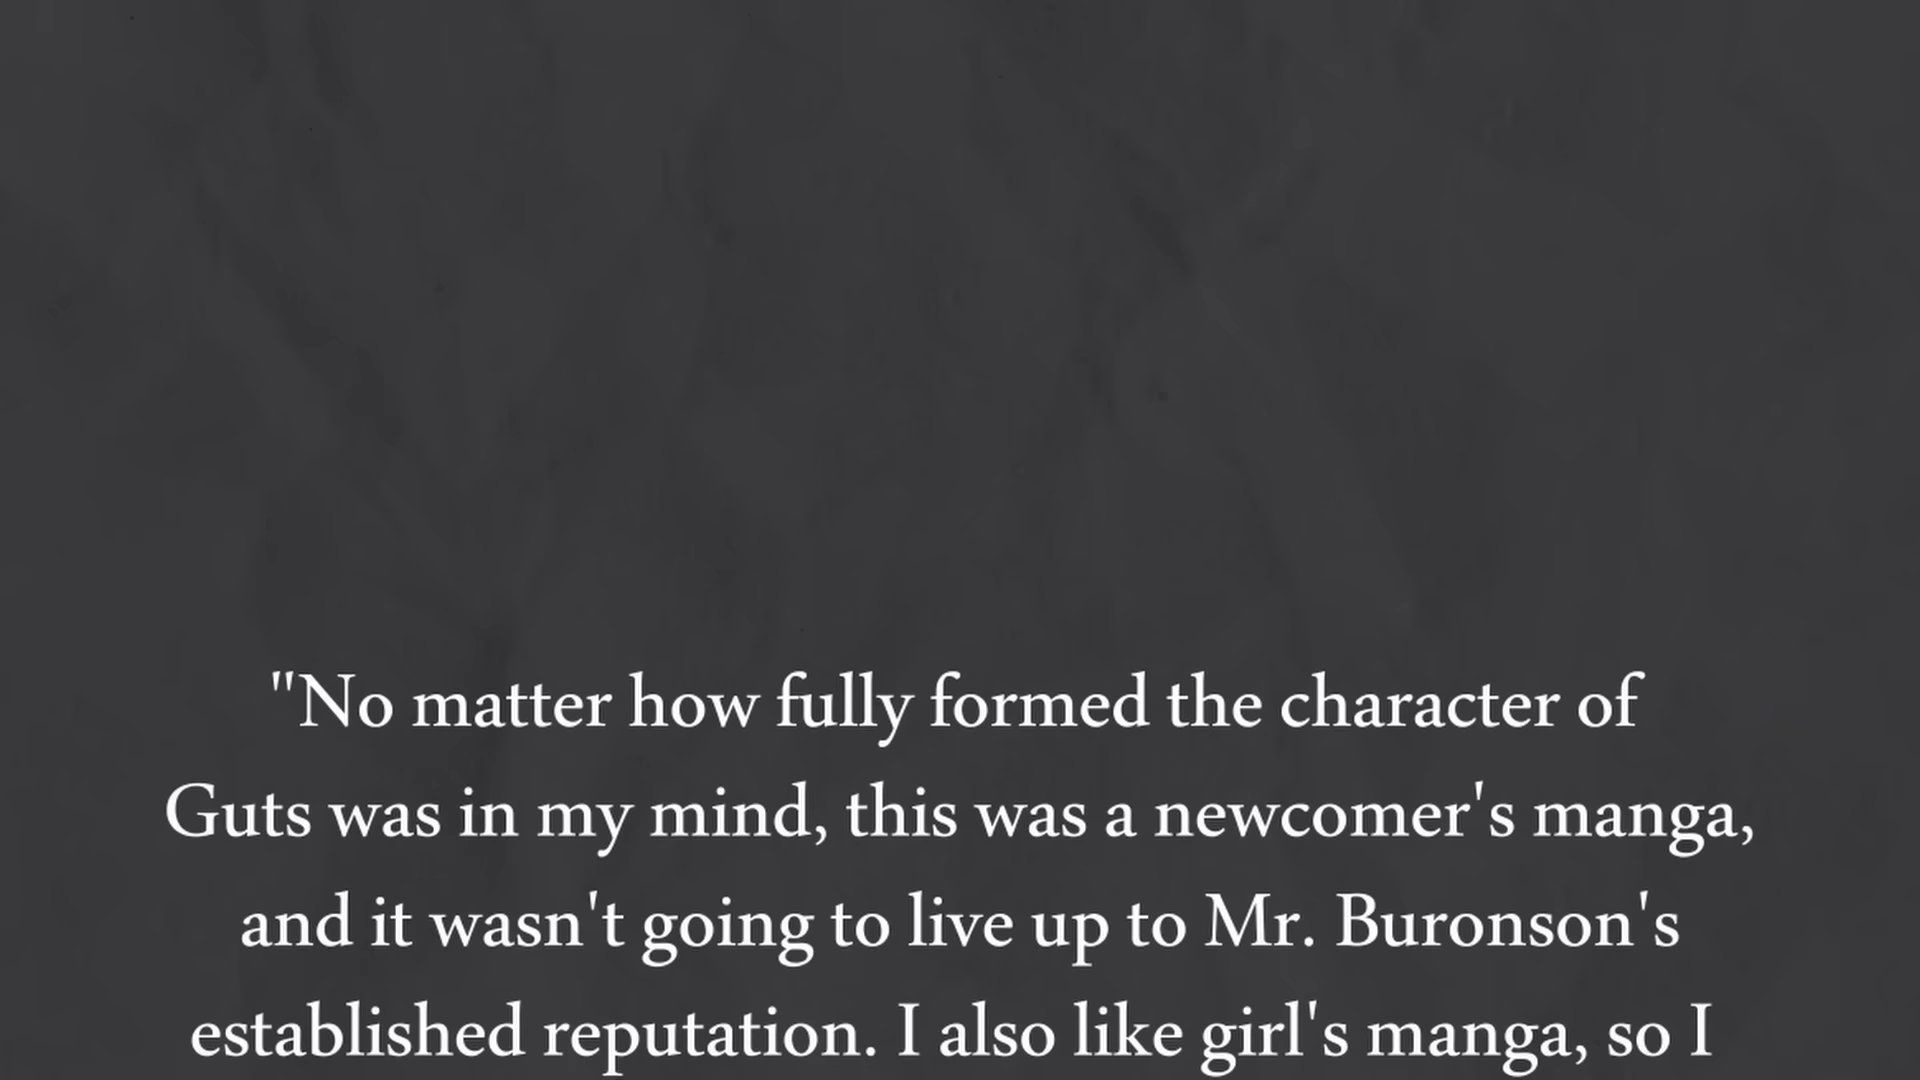 "No matter how fully formed the character of
Guts was in my mind, this was a newcomer's manga,
and it wasn't going to live up to Mr. Buronson's
established reputation. I also like girl's manga, so I